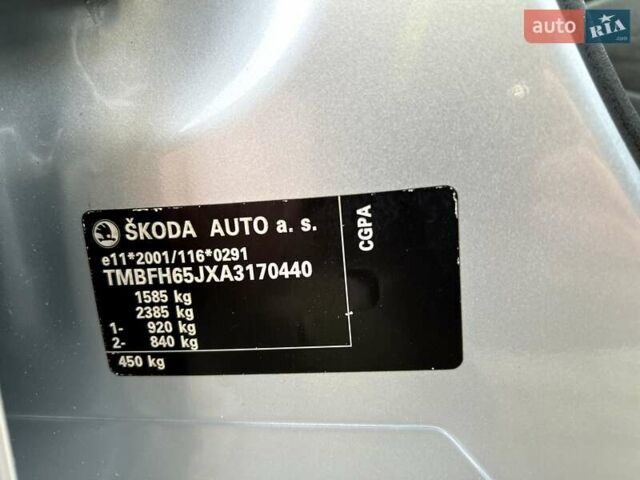 auto RIA.com
ŠKODA AUTO a. s.
e11*2001/116*0291
TMBFH65JXA3170440
1585 kg
2385 kg
1- 920 kg
2- 840 kg
450 kg
CGPA